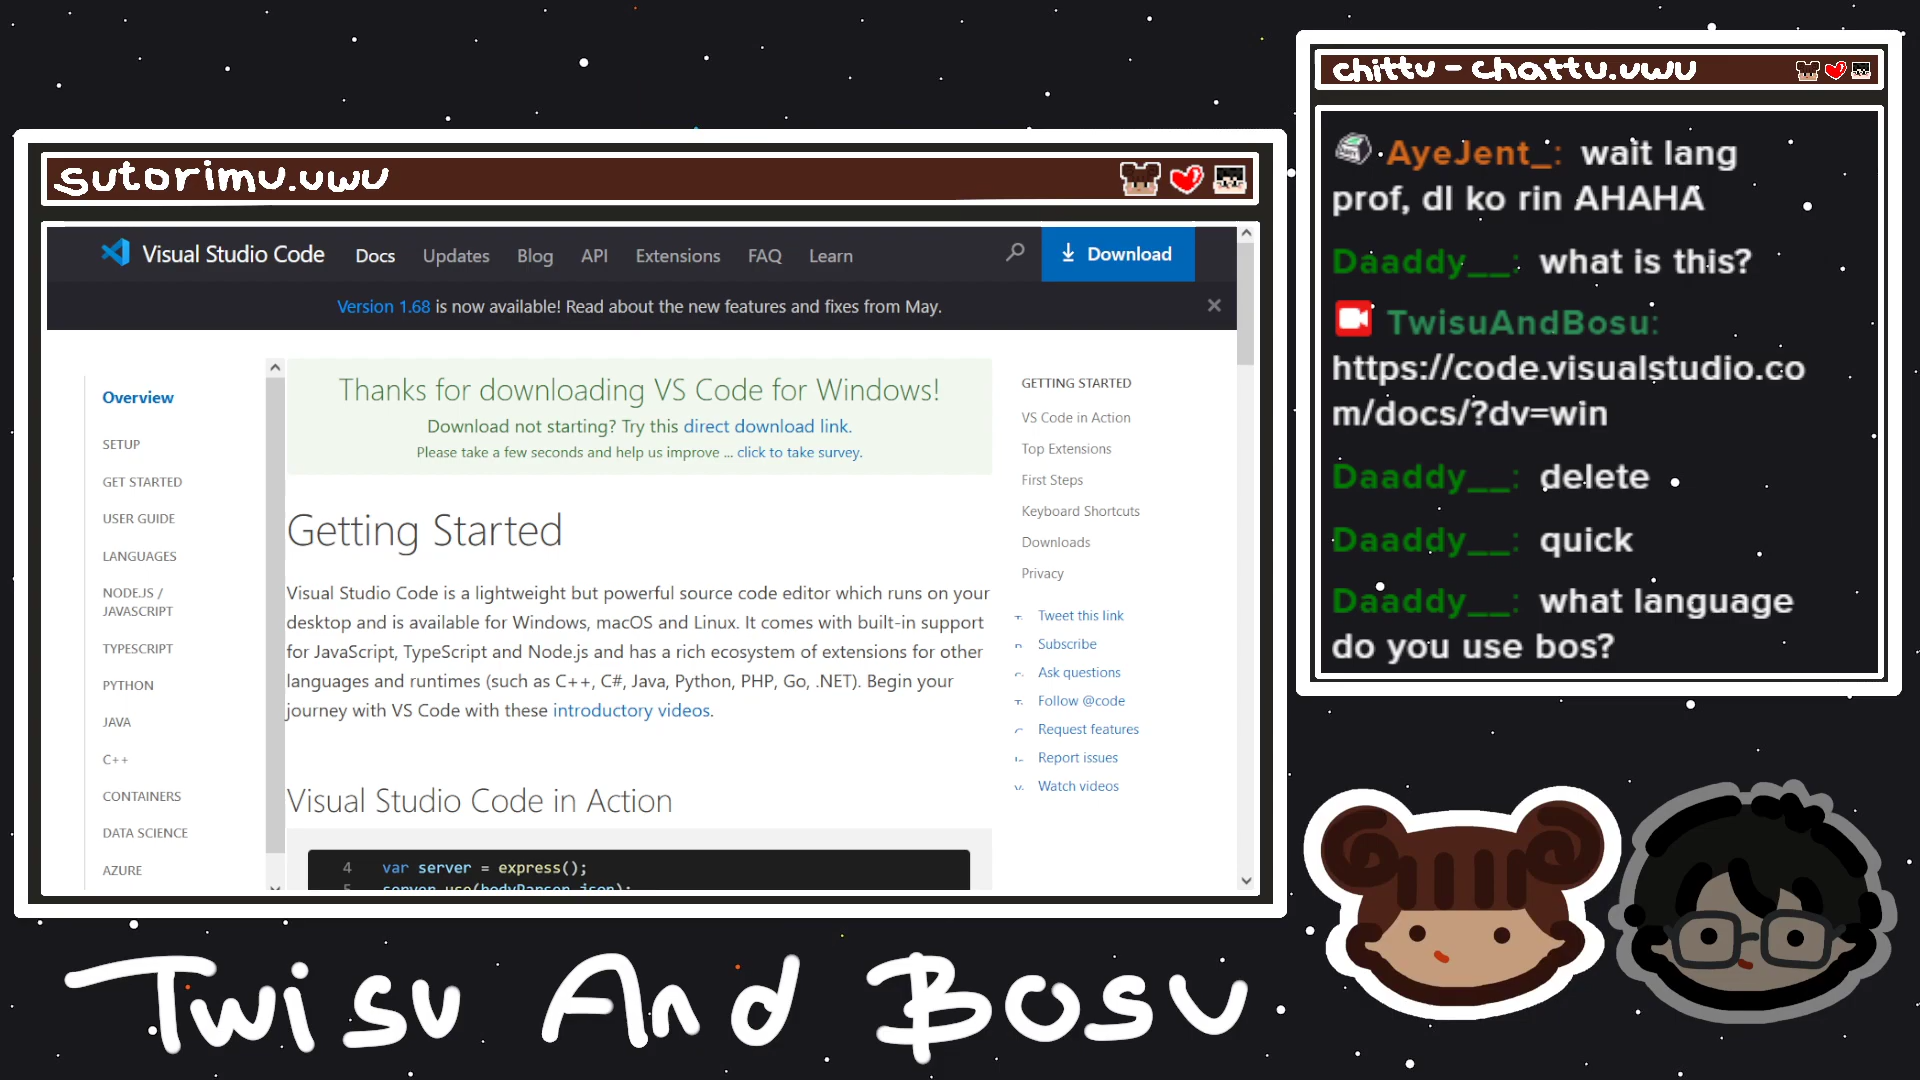 sutorimu.uwu
Visual Studio Code
Docs
Updates
Blog
API
Extensions
FAQ
Learn
Download
Version 1.68 is now available! Read about the new features and fixes from May.
Overview
SETUP
GET STARTED
USER GUIDE
LANGUAGES
NODE.JS /
JAVASCRIPT
TYPESCRIPT
PYTHON
JAVA
C++
CONTAINERS
DATA SCIENCE
AZURE
Thanks for downloading VS Code for Windows!
Download not starting? Try this direct download link.
Please take a few seconds and help us improve ... click to take survey.
Getting Started
Visual Studio Code is a lightweight but powerful source code editor which runs on your
desktop and is available for Windows, macOS and Linux. It comes with built-in support
for JavaScript, TypeScript and Node.js and has a rich ecosystem of extensions for other
languages and runtimes (such as C++, C#, Java, Python, PHP, Go, .NET). Begin your
journey with VS Code with these introductory videos.
Visual Studio Code in Action
4 var server = express();
5 server.use(bodyParser.json);
GETTING STARTED
VS Code in Action
Top Extensions
First Steps
Keyboard Shortcuts
Downloads
Privacy
Tweet this link
Subscribe
Ask questions
Follow @code
Request features
Report issues
Watch videos
chittu - chattu.uwu
AyeJent_: wait lang
prof, dl ko rin AHAHA
Daaddy__: what is this?
TwisuAndBosu:
https://code.visualstudio.co
m/docs/?dv=win
Daaddy__: delete
Daaddy__: quick
Daaddy__: what language
do you use bos?
Twisu And Bosu